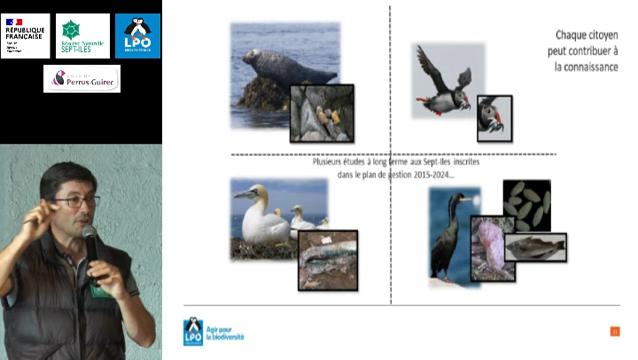 RÉPUBLIQUE
FRANÇAISE
Réserve Naturelle
SEPT-ILES
LPO
Perros-Guirec
Chaque citoyen
peut contribuer à
la connaissance
Plusieurs études à long terme aux Sept-Iles inscrites
dans le plan de gestion 2015-2024...
LPO
Agir pour
la biodiversité